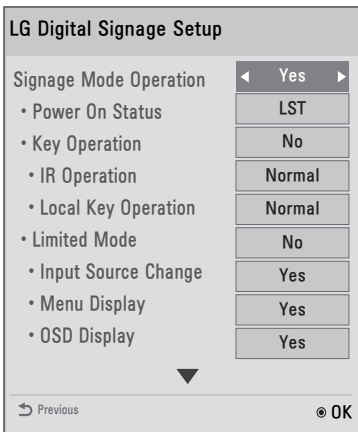 LG Digital Signage Setup
Signage Mode Operation Yes
• Power On Status LST
• Key Operation No
• IR Operation Normal
• Local Key Operation Normal
• Limited Mode No
• Input Source Change Yes
• Menu Display Yes
• OSD Display Yes
Previous OK